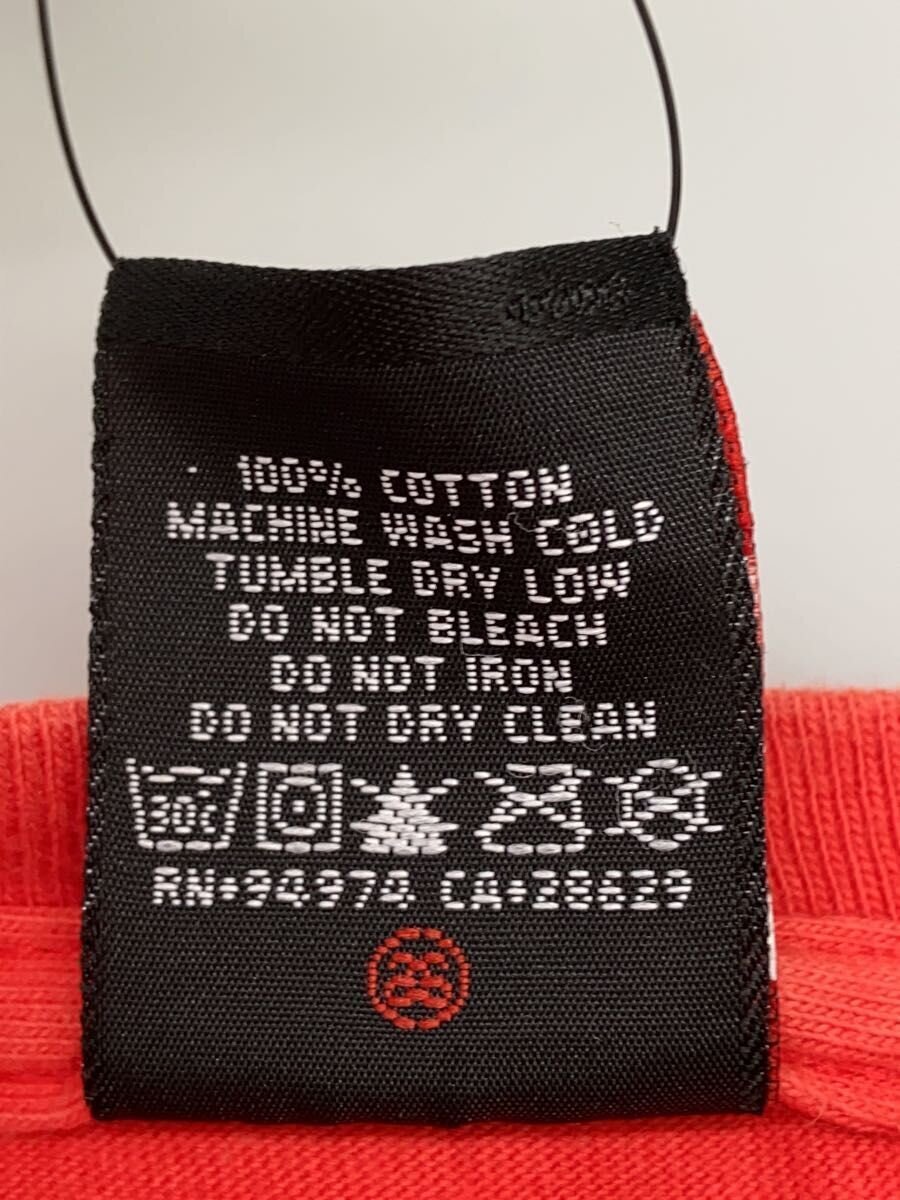 100% COTTON
MACHINE WASH COLD
TUMBLE DRY LOW
DO NOT BLEACH
DO NOT IRON
DO NOT DRY CLEAN
30c
RN*94974 CA*28629